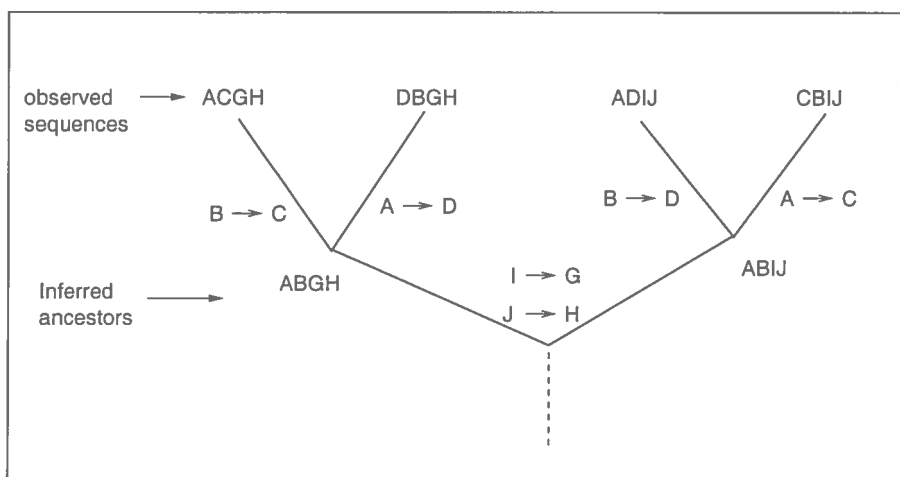 observed → ACGH DBGH ADIJ CBIJ
sequences
B → C A → D B → D A → C
ABGH I → G ABIJ
Inferred →
ancestors J → H